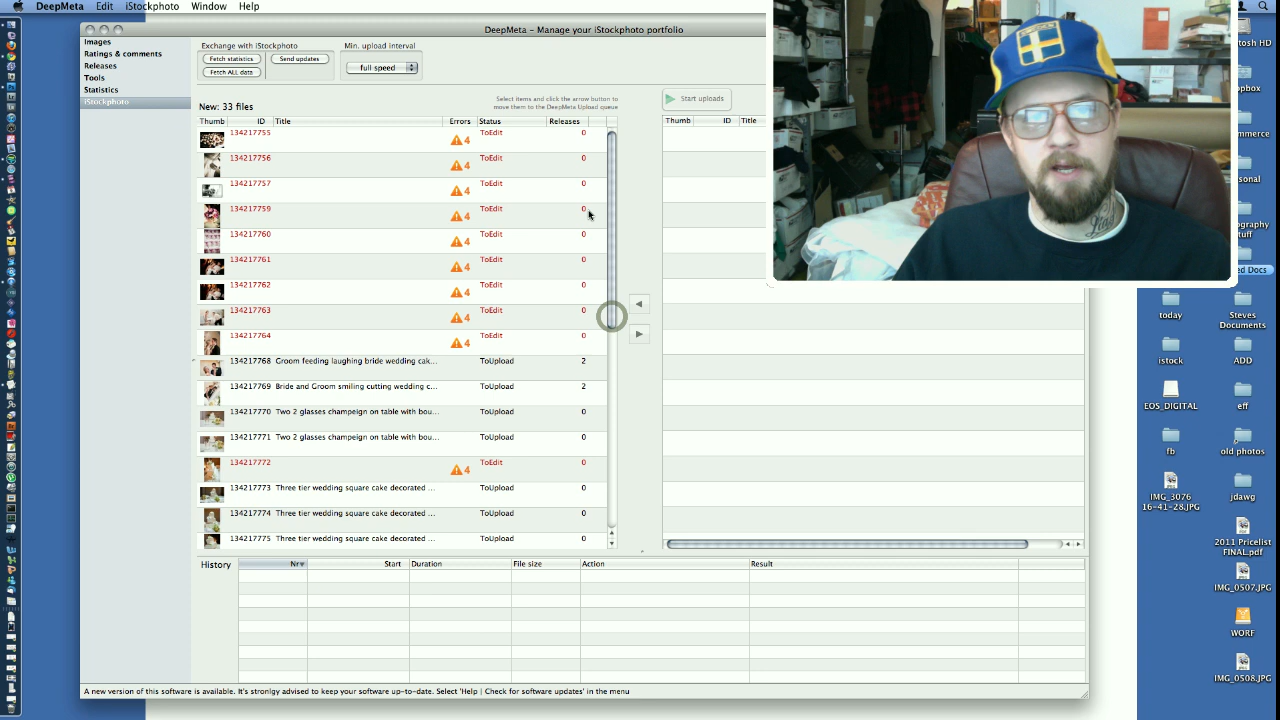 DeepMeta Edit iStockphoto Window Help
DeepMeta - Manage your iStockphoto portfolio
Images
Ratings & comments
Releases
Tools
Statistics
iStockphoto
Exchange with iStockphoto
Min. upload interval
Fetch statistics
Send updates
Fetch ALL data
full speed
New: 33 files
Select items and click the arrow button to
move them to the DeepMeta Upload queue
Start uploads
Thumb ID Title Errors Status Releases
Thumb ID Title
134217755 4 ToEdit 0
134217756 4 ToEdit 0
134217757 4 ToEdit 0
134217759 4 ToEdit 0
134217760 4 ToEdit 0
134217761 4 ToEdit 0
134217762 4 ToEdit 0
134217763 4 ToEdit 0
134217764 4 ToEdit 0
134217768 Groom feeding laughing bride wedding cak... ToUpload 2
134217769 Bride and Groom smiling cutting wedding c... ToUpload 2
134217770 Two 2 glasses champeign on table with bou... ToUpload 0
134217771 Two 2 glasses champeign on table with bou... ToUpload 0
134217772 4 ToEdit 0
134217773 Three tier wedding square cake decorated ... ToUpload 0
134217774 Three tier wedding square cake decorated ... ToUpload 0
134217775 Three tier wedding square cake decorated ... ToUpload 0
History Nr Start Duration File size Action Result
A new version of this software is available. It's stronlgy advised to keep your software up-to-date. Select 'Help | Check for software updates' in the menu
tosh HD
pbox
mmerce
sonal
ography
tuff
ed Docs
today
Steves
Documents
istock
ADD
EOS_DIGITAL
eff
fb
old photos
IMG_3076
16-41-28.JPG
jdawg
2011 Pricelist
FINAL.pdf
IMG_0507.JPG
WORF
IMG_0508.JPG